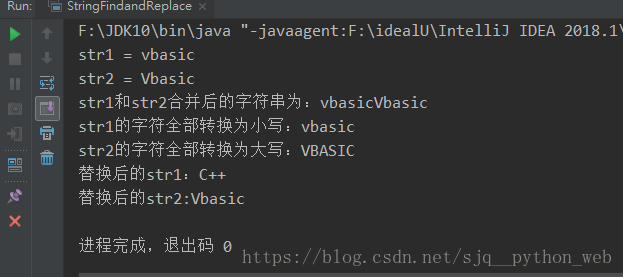 Run: StringFindandReplace
F:\JDK10\bin\java "-javaagent:F:\idealU\IntelliJ IDEA 2018.1\
str1 = vbasic
str2 = Vbasic
str1和str2合并后的字符串为：vbasicVbasic
str1的字符全部转换为小写：vbasic
str2的字符全部转换为大写：VBASIC
替换后的str1：C++
替换后的str2:Vbasic
进程完成，退出码 0
https://blog.csdn.net/sjq__python_web